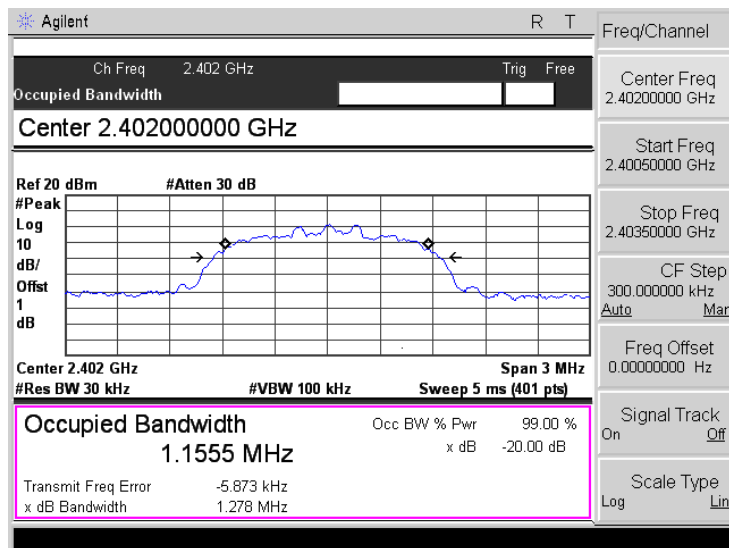 Agilent
R T
Ch Freq 2.402 GHz Trig Free
Occupied Bandwidth
Center 2.402000000 GHz
Ref 20 dBm #Atten 30 dB
#Peak
Log
10
dB/
Offst
1
dB
Center 2.402 GHz Span 3 MHz
#Res BW 30 kHz #VBW 100 kHz Sweep 5 ms (401 pts)
Occupied Bandwidth
1.1555 MHz
Occ BW % Pwr 99.00 %
x dB -20.00 dB
Transmit Freq Error -5.873 kHz
x dB Bandwidth 1.278 MHz
Freq/Channel
Center Freq
2.40200000 GHz
Start Freq
2.40050000 GHz
Stop Freq
2.40350000 GHz
CF Step
300.000000 kHz
Auto Man
Freq Offset
0.00000000 Hz
Signal Track
On Off
Scale Type
Log Lin